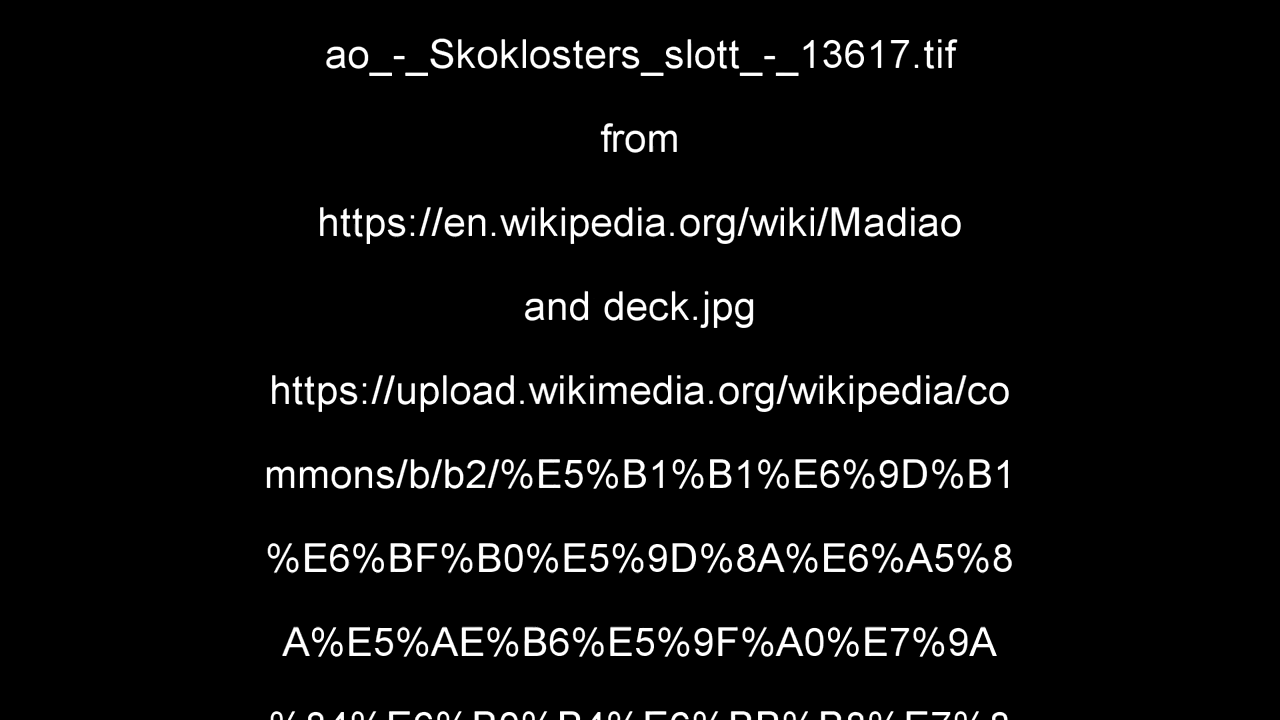 ao_-_Skoklosters_slott_-_13617.tif
from
https://en.wikipedia.org/wiki/Madiao
and deck.jpg
https://upload.wikimedia.org/wikipedia/co
mmons/b/b2/%E5%B1%B1%E6%9D%B1
%E6%BF%B0%E5%9D%8A%E6%A5%8
A%E5%AE%B6%E5%9F%A0%E7%9A